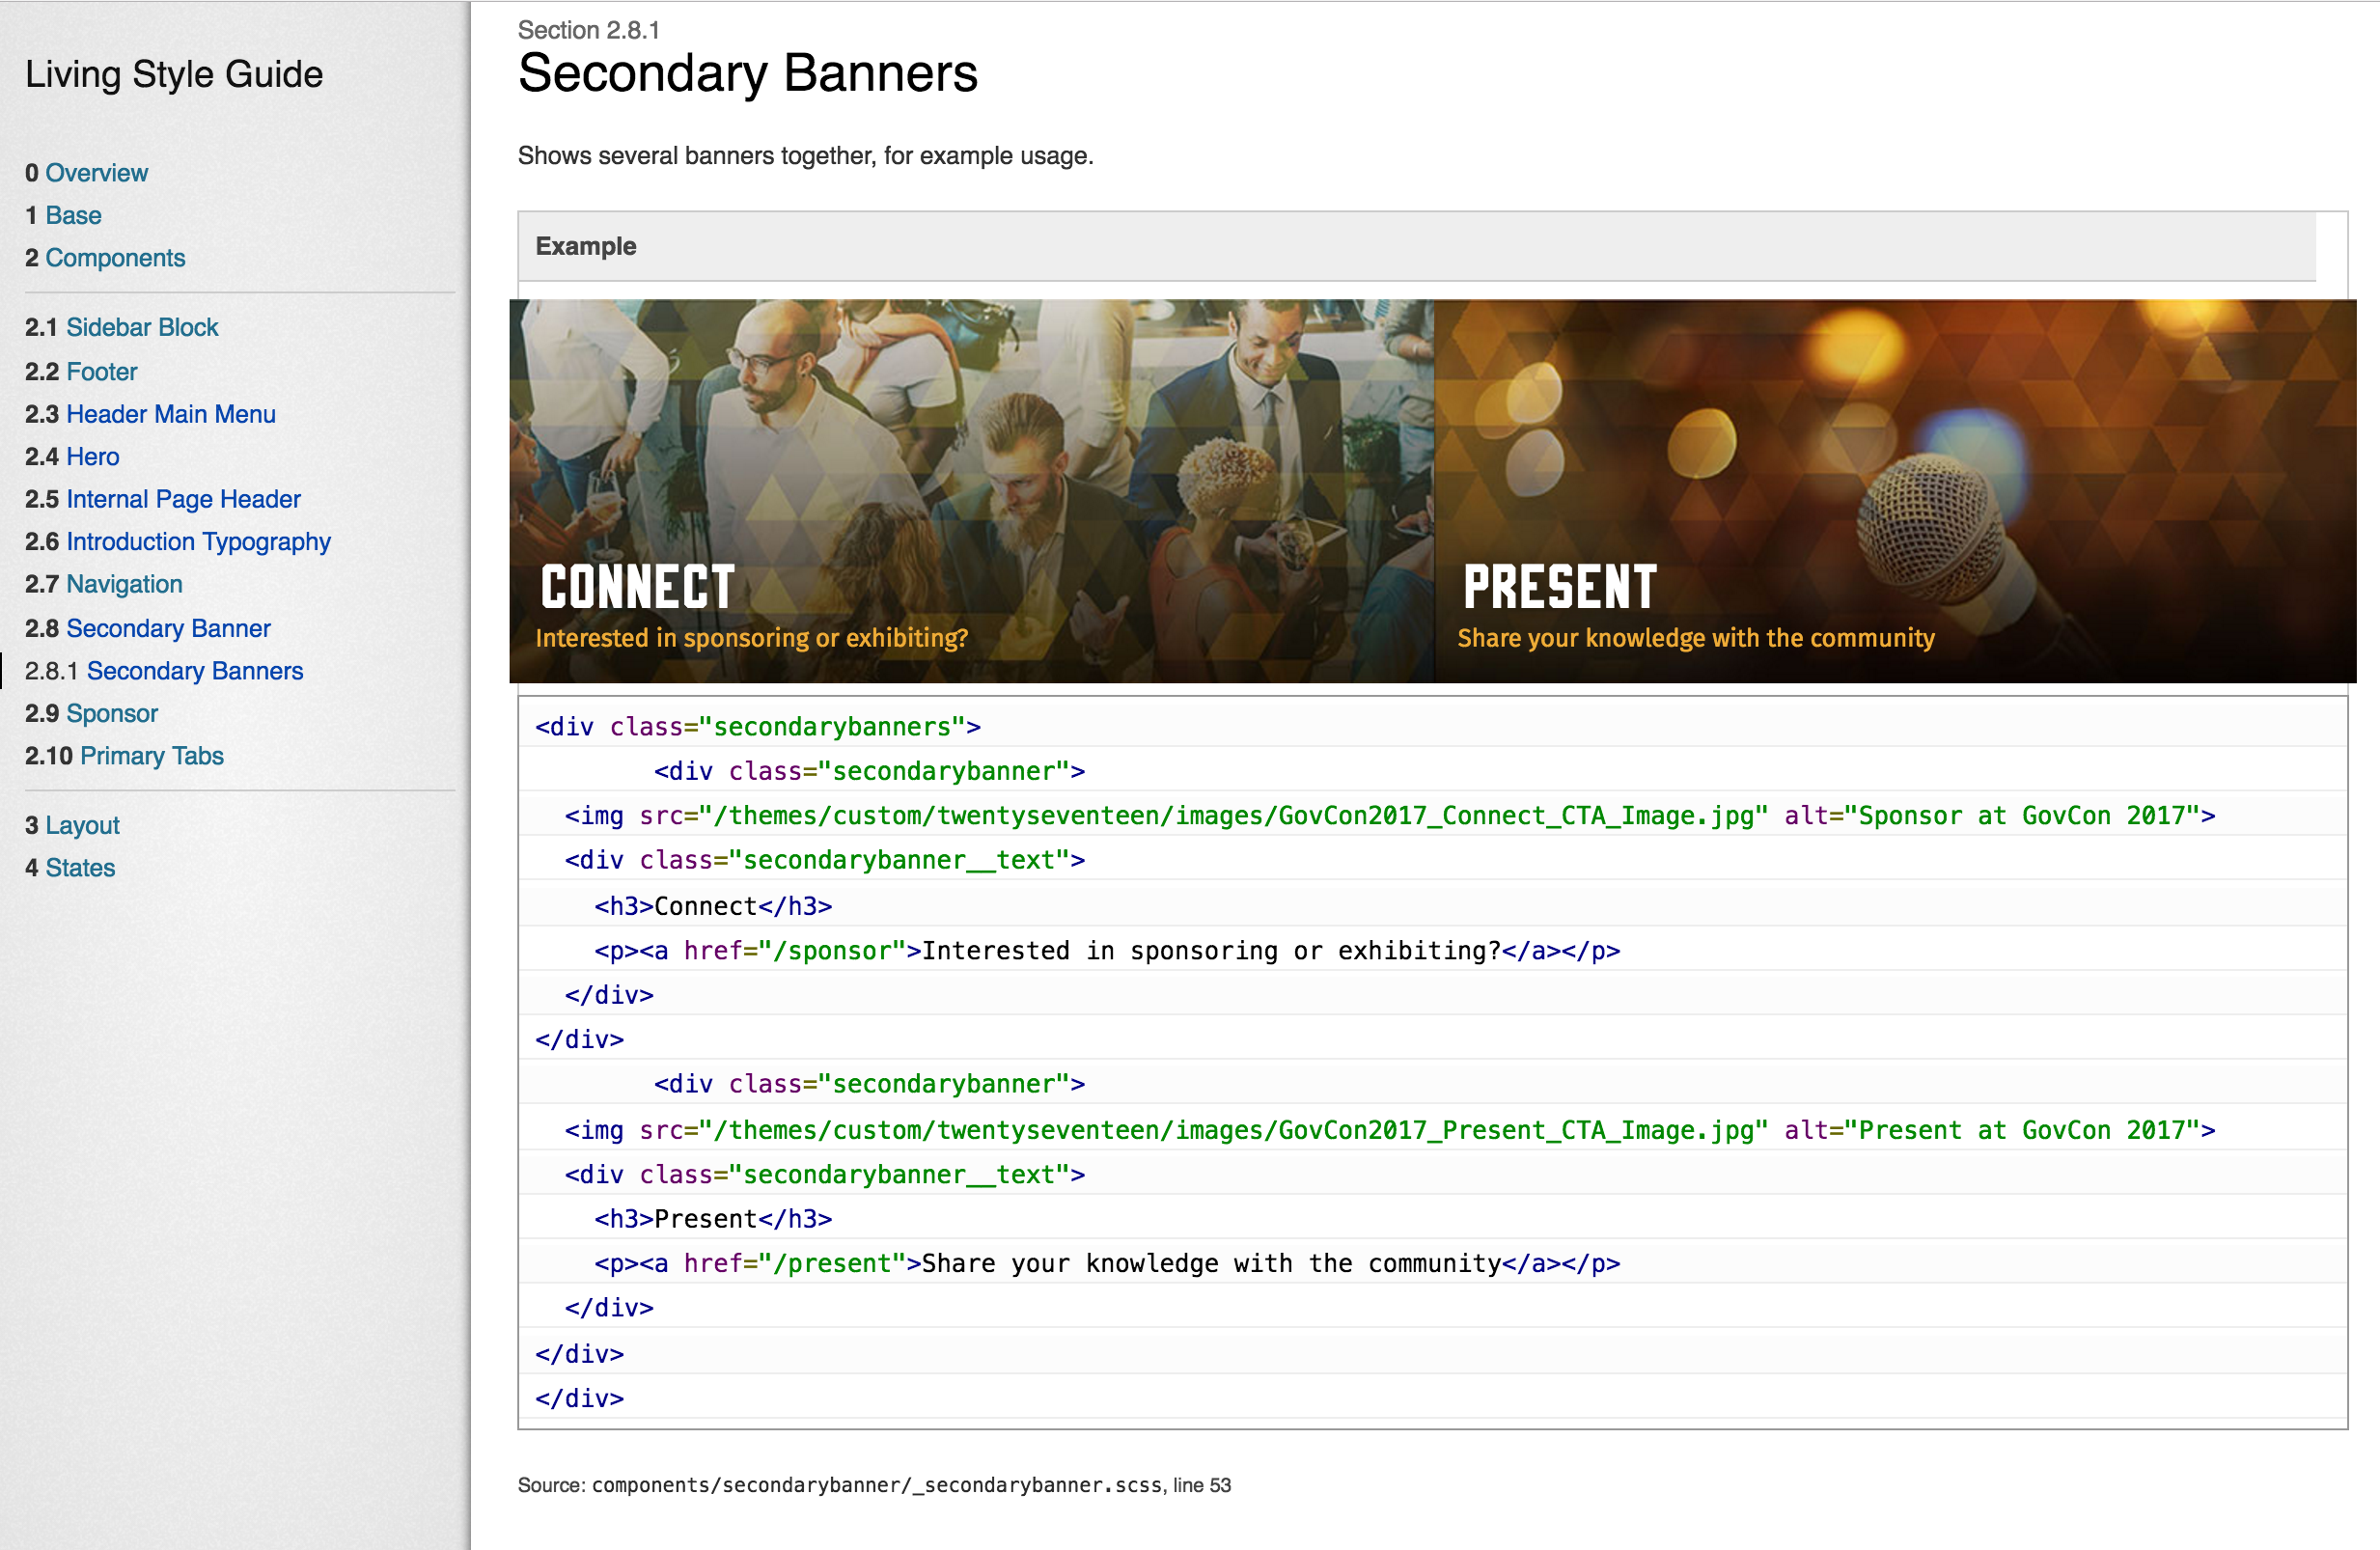 Living Style Guide
0 Overview
1 Base
2 Components
2.1 Sidebar Block
2.2 Footer
2.3 Header Main Menu
2.4 Hero
2.5 Internal Page Header
2.6 Introduction Typography
2.7 Navigation
2.8 Secondary Banner
2.8.1 Secondary Banners
2.9 Sponsor
2.10 Primary Tabs
3 Layout
4 States
Section 2.8.1
Secondary Banners
Shows several banners together, for example usage.
Example
CONNECT
Interested in sponsoring or exhibiting?
PRESENT
Share your knowledge with the community
<div class="secondarybanners">
<div class="secondarybanner">
<img src="/themes/custom/twentyseventeen/images/GovCon2017_Connect_CTA_Image.jpg" alt="Sponsor at GovCon 2017">
<div class="secondarybanner__text">
<h3>Connect</h3>
<p><a href="/sponsor">Interested in sponsoring or exhibiting?</a></p>
</div>
</div>
<div class="secondarybanner">
<img src="/themes/custom/twentyseventeen/images/GovCon2017_Present_CTA_Image.jpg" alt="Present at GovCon 2017">
<div class="secondarybanner__text">
<h3>Present</h3>
<p><a href="/present">Share your knowledge with the community</a></p>
</div>
</div>
</div>
Source: components/secondarybanner/_secondarybanner.scss, line 53